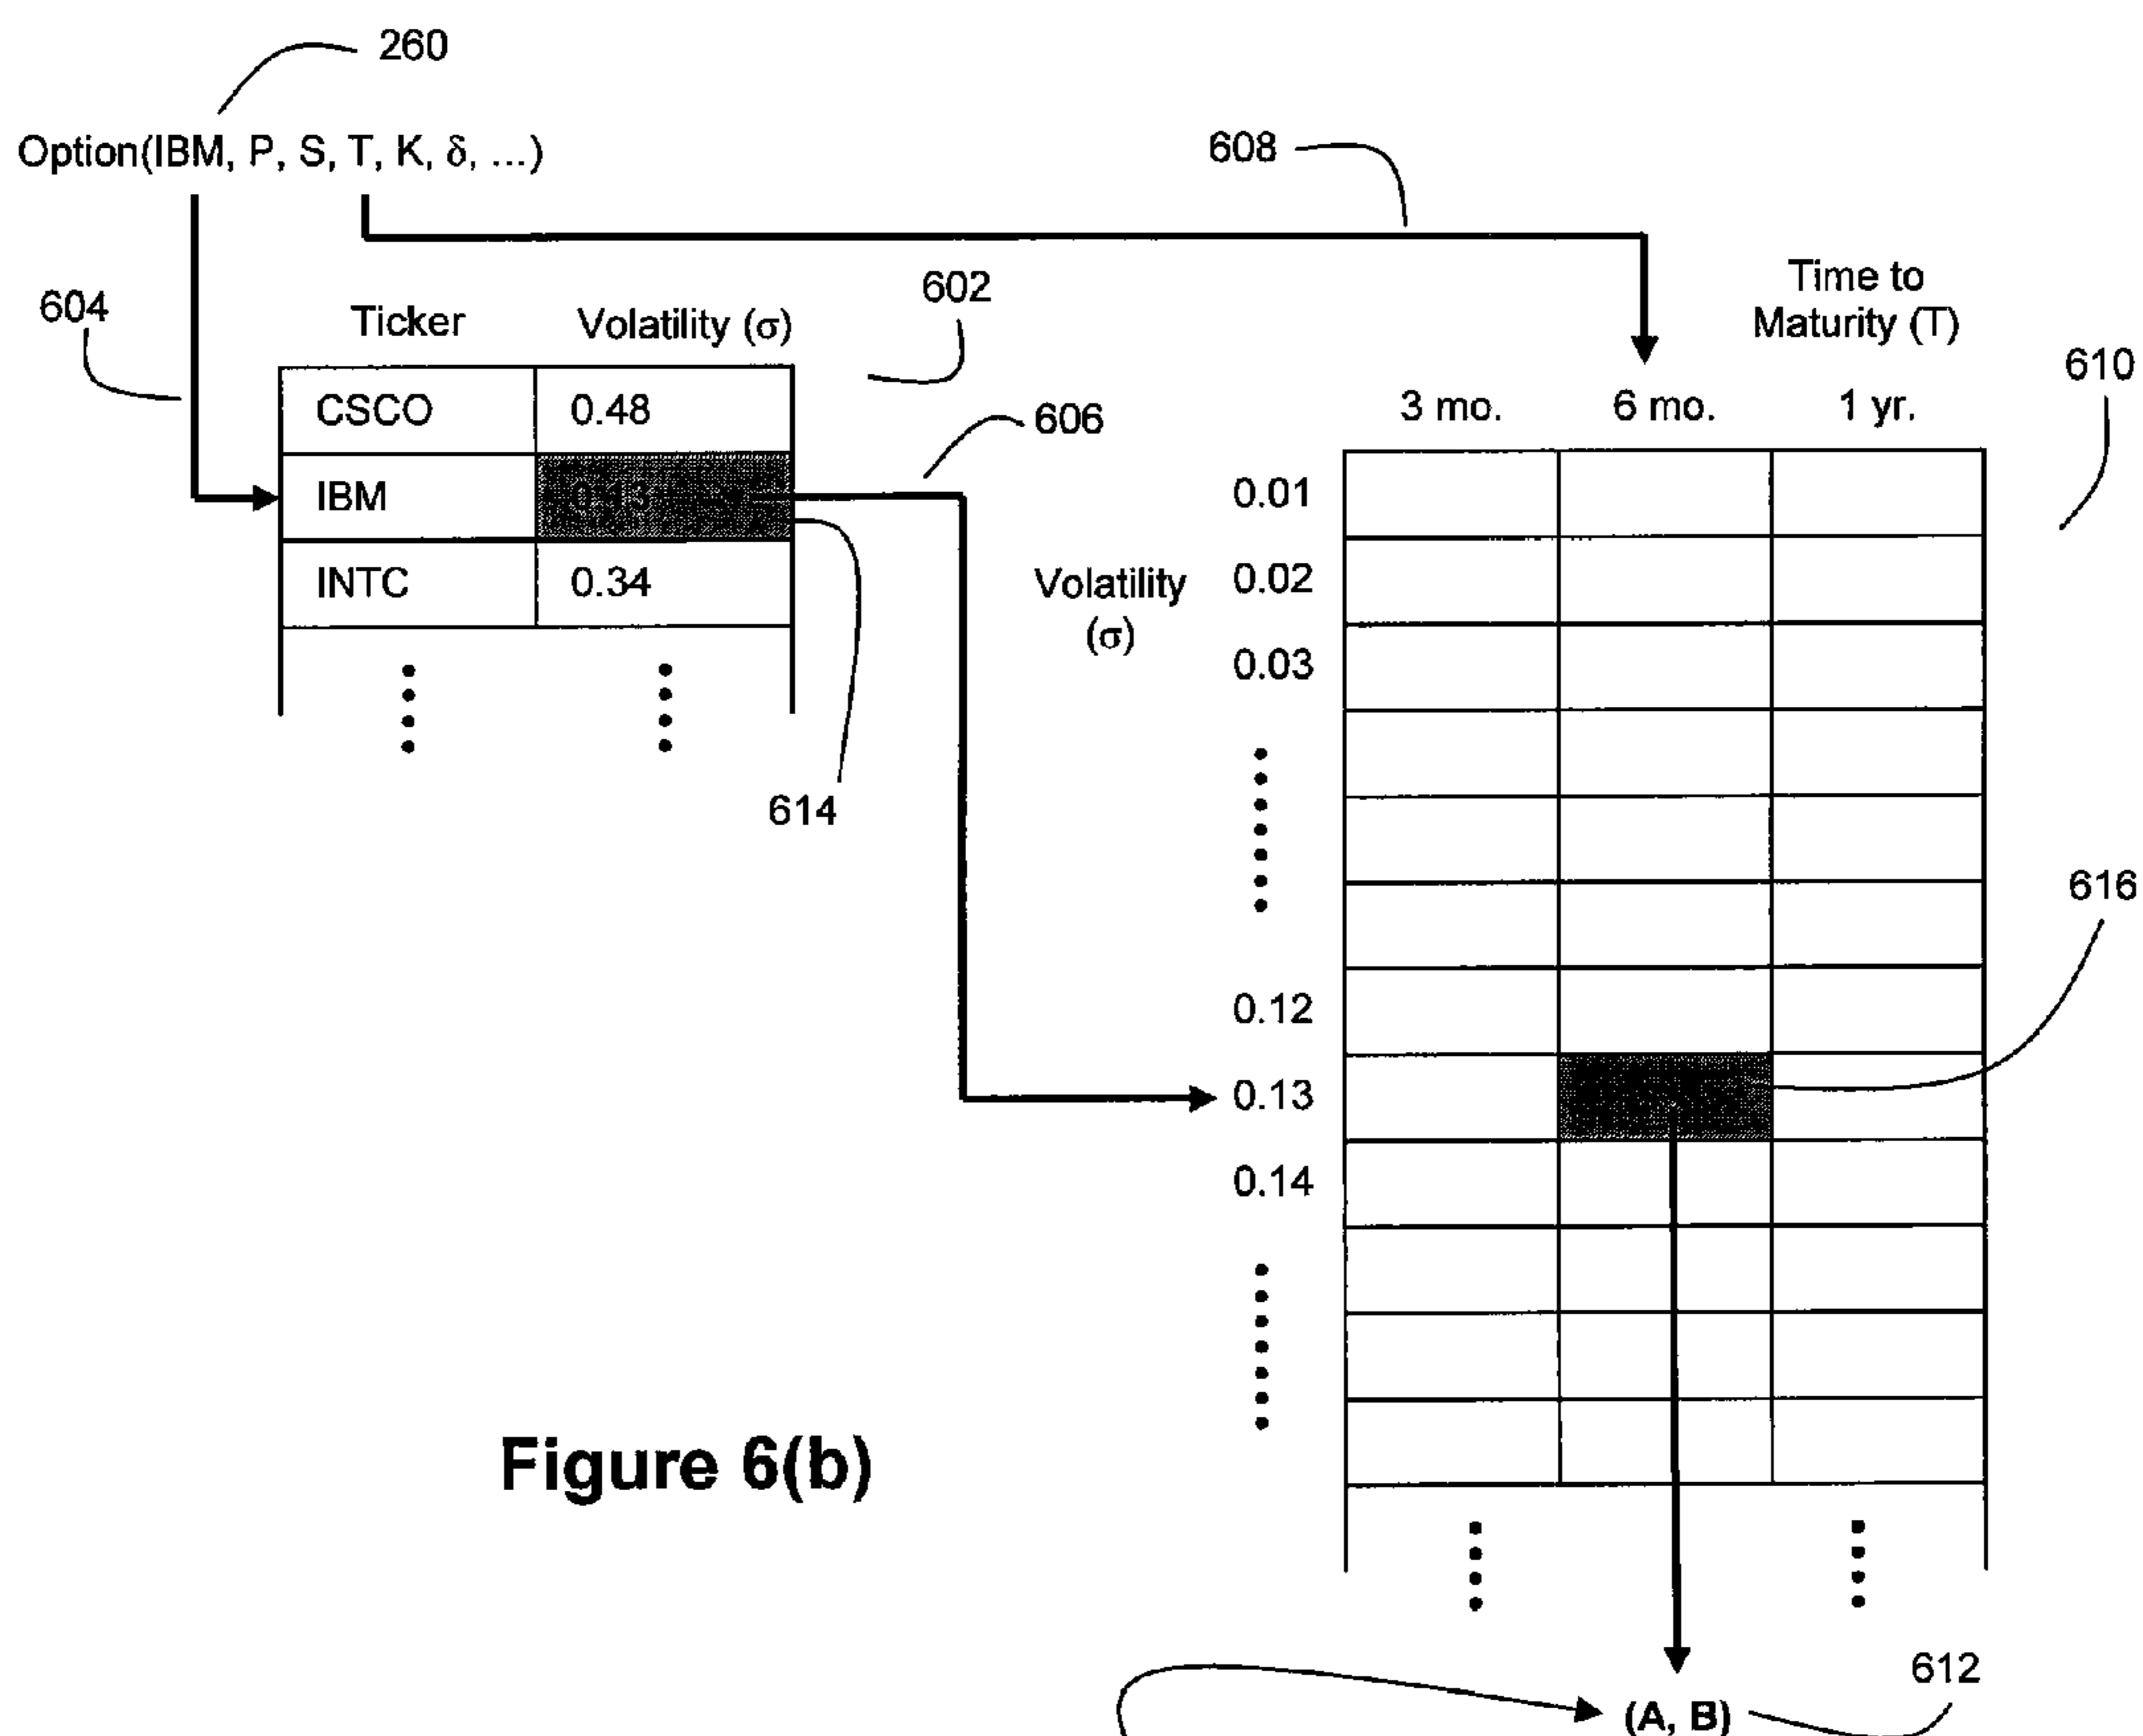 260
Option(IBM, P, S, T, K, δ, ...)
608
604
602
Ticker Volatility (σ)
Time to
Maturity (T)
610
CSCO 0.48
606
3 mo. 6 mo. 1 yr.
IBM 0.13
0.01
INTC 0.34
Volatility
(σ)
0.02
0.03
614
616
0.12
0.13
0.14
Figure 6(b)
612
(A, B)